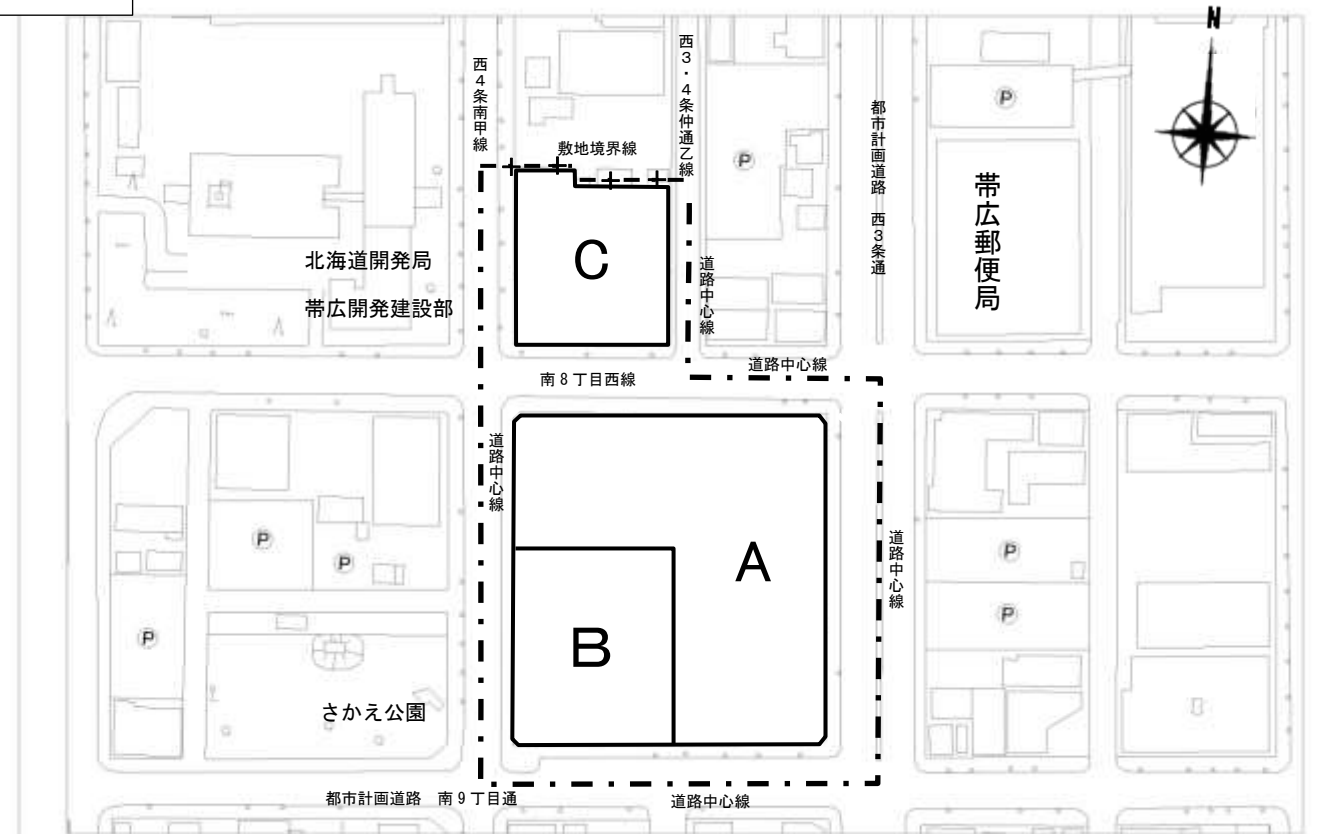 N
西４条南甲線
西３・４条仲通乙線
敷地境界線
都市計画道路　西３条通
P
P
帯広郵便局
C
北海道開発局
帯広開発建設部
道路中心線
道路中心線
南８丁目西線
道路中心線
P
P
P
P
P
A
B
道路中心線
さかえ公園
都市計画道路　南９丁目通
道路中心線